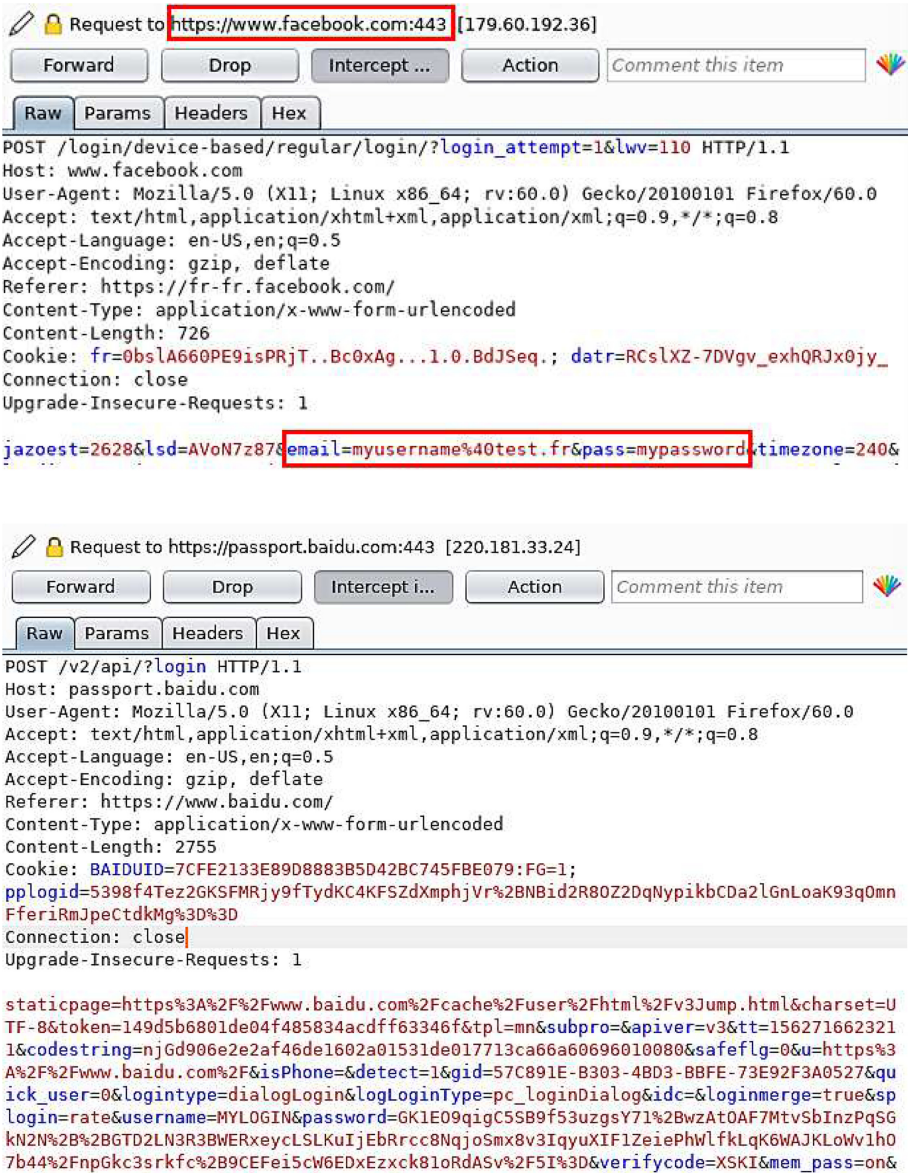 Request to https://www.facebook.com:443 [179.60.192.36]
Forward Drop Intercept ... Action Comment this item
Raw Params Headers Hex
POST /login/device-based/regular/login/?login_attempt=1&lwv=110 HTTP/1.1
Host: www.facebook.com
User-Agent: Mozilla/5.0 (X11; Linux x86_64; rv:60.0) Gecko/20100101 Firefox/60.0
Accept: text/html,application/xhtml+xml,application/xml;q=0.9,*/*;q=0.8
Accept-Language: en-US,en;q=0.5
Accept-Encoding: gzip, deflate
Referer: https://fr-fr.facebook.com/
Content-Type: application/x-www-form-urlencoded
Content-Length: 726
Cookie: fr=0bslA660PE9isPRjT..Bc0xAg...1.0.BdJSeq.; datr=RCslXZ-7DVgv_exhQRJx0jy_
Connection: close
Upgrade-Insecure-Requests: 1
jazoest=2628&lsd=AVoN7z87&email=myusername%40test.fr&pass=mypassword&timezone=240&
Request to https://passport.baidu.com:443 [220.181.33.24]
Forward Drop Intercept i... Action Comment this item
Raw Params Headers Hex
POST /v2/api/?login HTTP/1.1
Host: passport.baidu.com
User-Agent: Mozilla/5.0 (X11; Linux x86_64; rv:60.0) Gecko/20100101 Firefox/60.0
Accept: text/html,application/xhtml+xml,application/xml;q=0.9,*/*;q=0.8
Accept-Language: en-US,en;q=0.5
Accept-Encoding: gzip, deflate
Referer: https://www.baidu.com/
Content-Type: application/x-www-form-urlencoded
Content-Length: 2755
Cookie: BAIDUID=7CFE2133E89D8883B5D42BC745FBE079:FG=1;
pplogid=5398f4Tez2GKSFMRjy9fTydKC4KFSZdXmphjVr%2BNBid2R8OZ2DqNypikbCDa2lGnLoaK93qOmn
FferiRmJpeCtdkMg%3D%3D
Connection: close
Upgrade-Insecure-Requests: 1
staticpage=https%3A%2F%2Fwww.baidu.com%2Fcache%2Fuser%2Fhtml%2Fv3Jump.html&charset=U
TF-8&token=149d5b6801de04f485834acdff63346f&tpl=mn&subpro=&apiver=v3&tt=156271662321
1&codestring=njGd906e2e2af46de1602a01531de017713ca66a60696010080&safeflg=0&u=https%3
A%2F%2Fwww.baidu.com%2F&isPhone=&detect=1&gid=57C891E-B303-4BD3-BBFE-73E92F3A0527&qu
ick_user=0&logintype=dialogLogin&logLoginType=pc_loginDialog&idc=&loginmerge=true&sp
login=rate&username=MYLOGIN&password=GK1EO9qigC5SB9f53uzgsY71%2BwzAtOAF7MtvSbInzPqSG
kN2N%2B%2BGTD2LN3R3BWERxeycLSLKuIjEbRrcc8NqjoSmx8v3IqyuXIF1ZeiePhWlfkLqK6WAJKLoWv1hO
7b44%2FnpGkc3srkfc%2B9CEFei5cW6EDxEzxck81oRdASv%2F5I%3D&verifycode=XSKI&mem_pass=on&